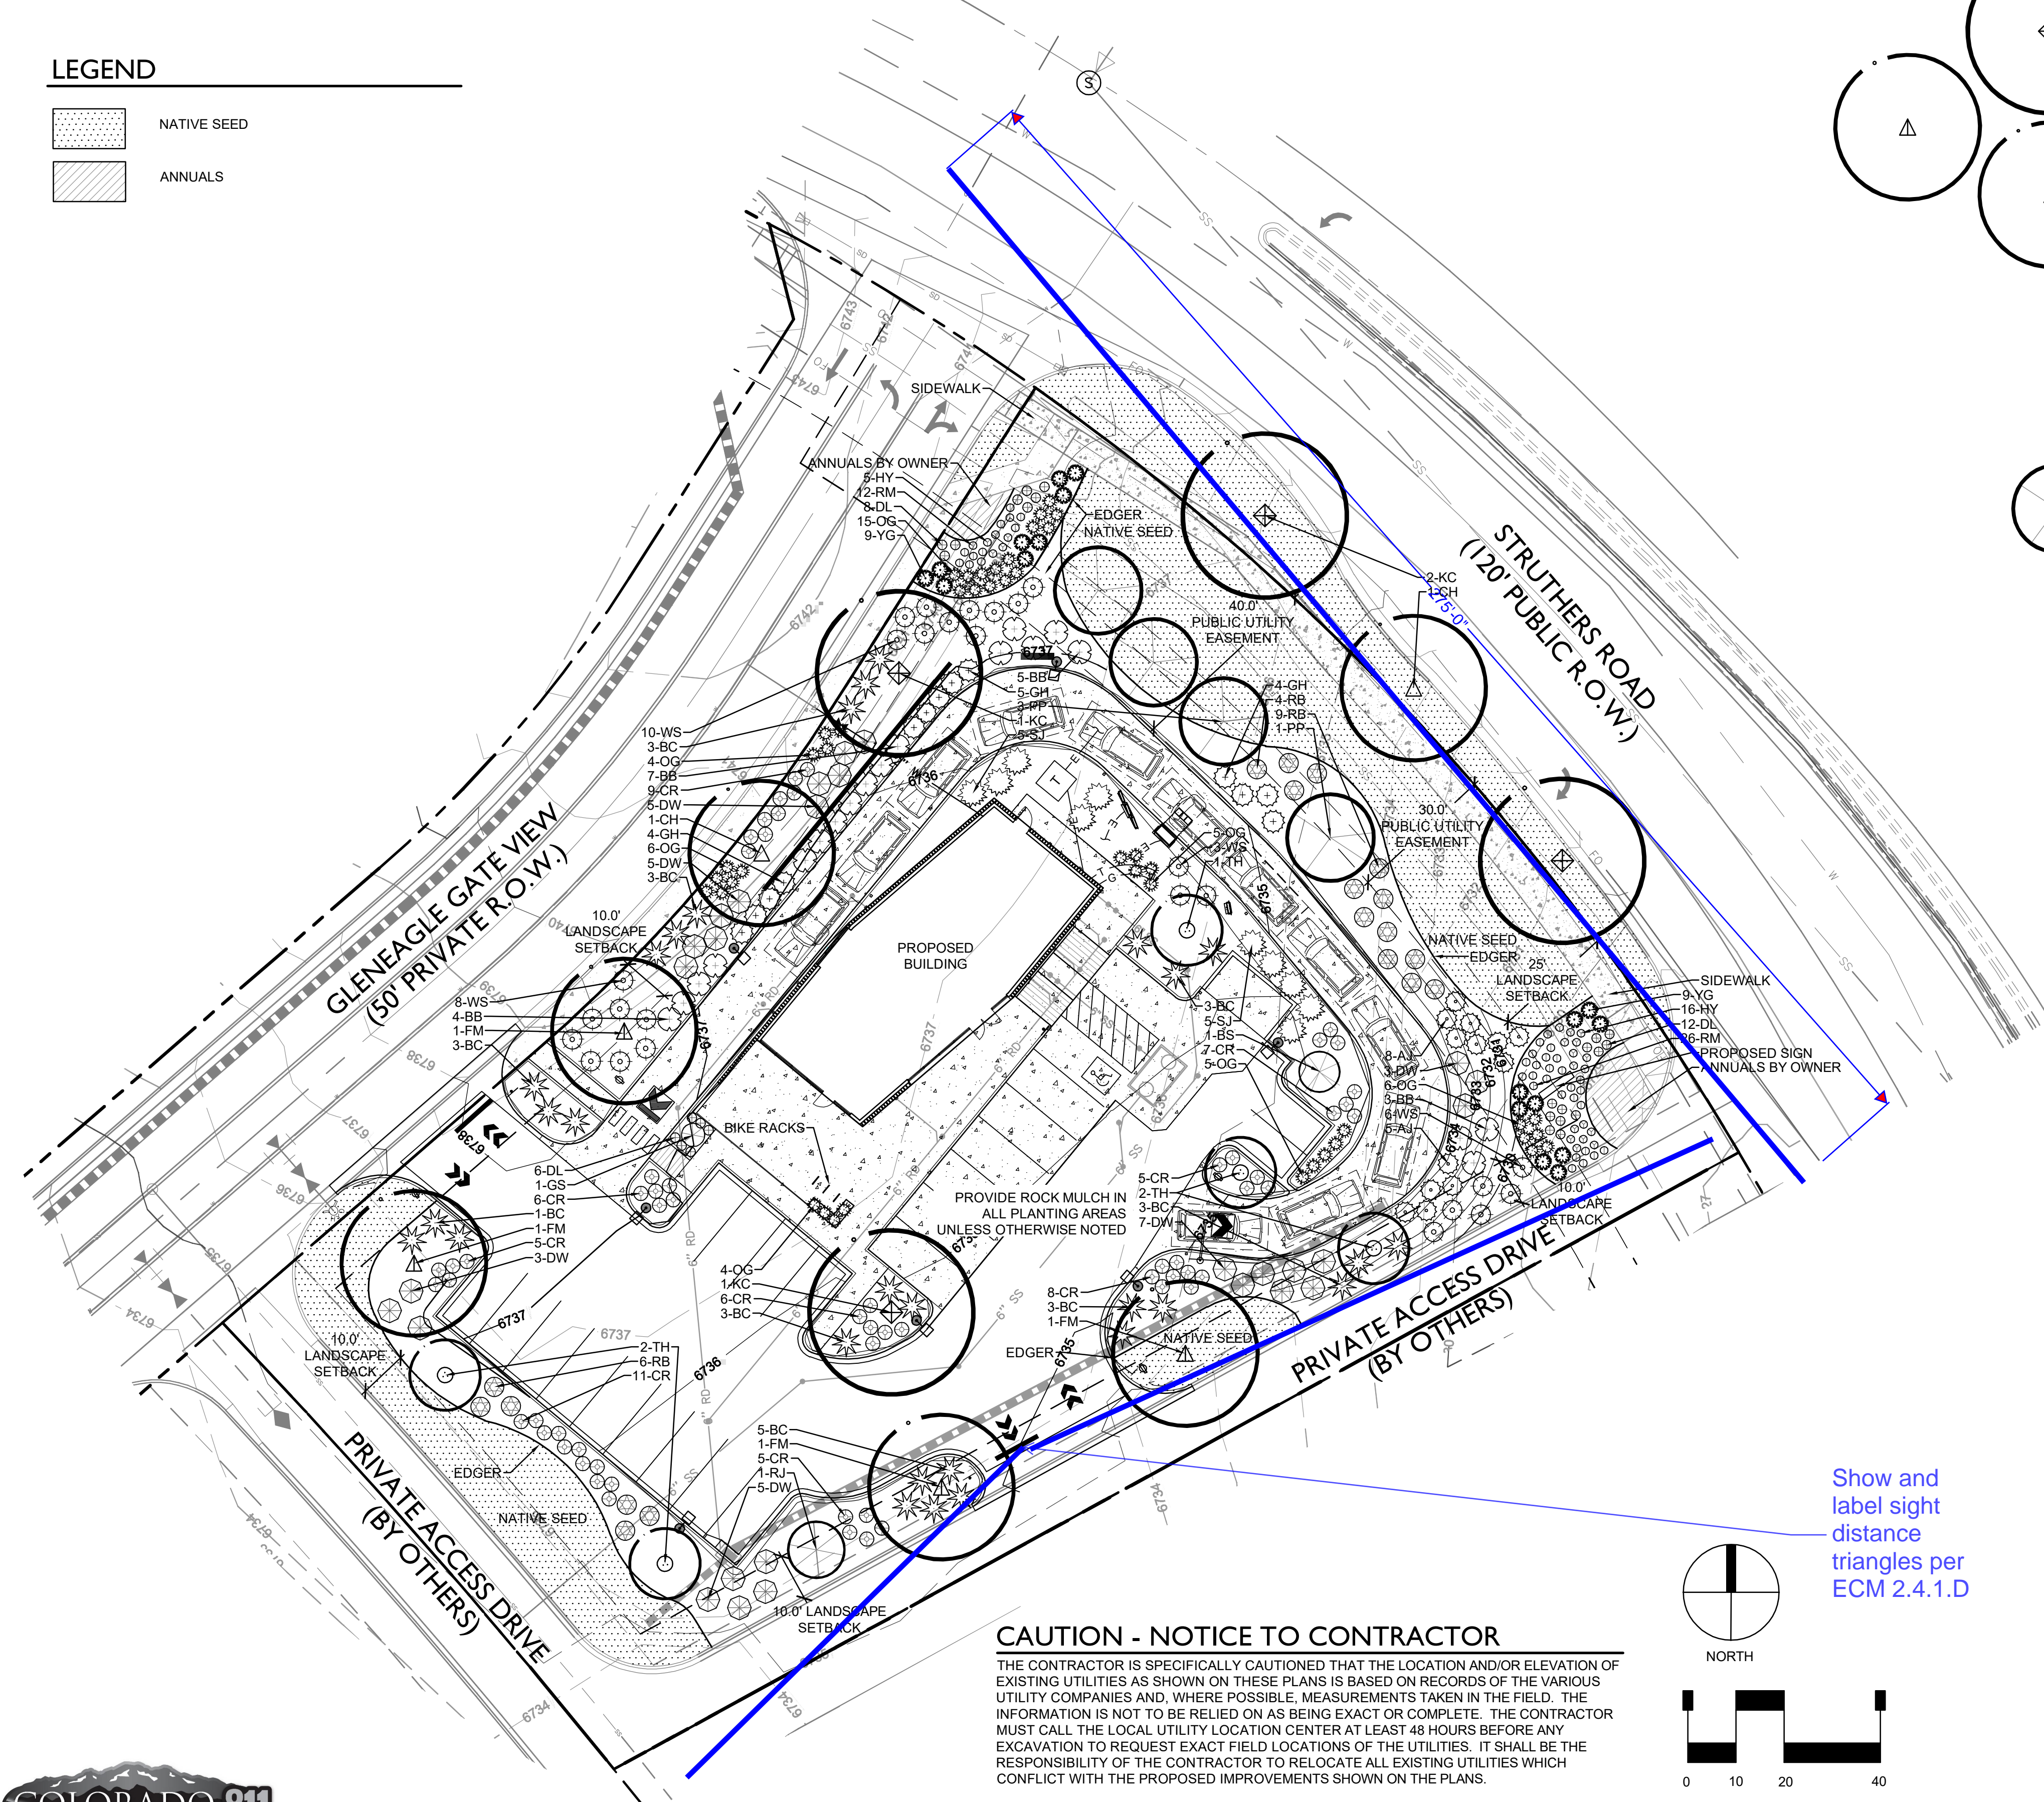 LEGEND
NATIVE SEED
ANNUALS
S
SIDEWALK
ANNUALS BY OWNER
5-HY
12-RM
8-DL
15-OG
9-YG
EDGER
NATIVE SEED
2-KC
1-CH
275'-0"
STRUTHERS ROAD
(120' PUBLIC R.O.W.)
40.0'
PUBLIC UTILITY
EASEMENT
6737
5-BB
5-GH
3-PP
1-KC
5-SJ
4-GH
4-RB
9-RB
1-PP
10-WS
3-BC
4-OG
7-BB
9-CR
5-DW
1-CH
4-GH
6-OG
5-DW
3-BC
6736
30.0'
PUBLIC UTILITY
EASEMENT
5-OG
3-WS
1-TH
6735
GLENEAGLE GATE VIEW
(50' PRIVATE R.O.W.)
10.0'
LANDSCAPE
SETBACK
PROPOSED
BUILDING
NATIVE SEED
EDGER
25'
LANDSCAPE
SETBACK
SIDEWALK
9-YG
16-HY
12-DL
26-RM
PROPOSED SIGN
ANNUALS BY OWNER
8-WS
4-BB
1-FM
3-BC
6737
3-BC
5-SJ
1-BS
7-CR
5-OG
8-AJ
3-DW
6-OG
3-BB
6-WS
5-AJ
6731
6732
6733
6734
6730
6738
BIKE RACKS
6-DL
1-GS
6-CR
1-BC
1-FM
5-CR
3-DW
5-CR
2-TH
3-BC
7-DW
PROVIDE ROCK MULCH IN
ALL PLANTING AREAS
UNLESS OTHERWISE NOTED
10.0'
LANDSCAPE
SETBACK
4-OG
1-KC
6-CR
3-BC
8-CR
3-BC
1-FM
NATIVE SEED
EDGER
6735
PRIVATE ACCESS DRIVE
(BY OTHERS)
10.0'
LANDSCAPE
SETBACK
6737
6737
6736
2-TH
6-RB
11-CR
5-BC
1-FM
5-CR
1-RJ
5-DW
EDGER
NATIVE SEED
PRIVATE ACCESS DRIVE
(BY OTHERS)
10.0' LANDSCAPE
SETBACK
Show and
label sight
distance
triangles per
ECM 2.4.1.D
NORTH
0 10 20 40
CAUTION - NOTICE TO CONTRACTOR
THE CONTRACTOR IS SPECIFICALLY CAUTIONED THAT THE LOCATION AND/OR ELEVATION OF
EXISTING UTILITIES AS SHOWN ON THESE PLANS IS BASED ON RECORDS OF THE VARIOUS
UTILITY COMPANIES AND, WHERE POSSIBLE, MEASUREMENTS TAKEN IN THE FIELD. THE
INFORMATION IS NOT TO BE RELIED ON AS BEING EXACT OR COMPLETE. THE CONTRACTOR
MUST CALL THE LOCAL UTILITY LOCATION CENTER AT LEAST 48 HOURS BEFORE ANY
EXCAVATION TO REQUEST EXACT FIELD LOCATIONS OF THE UTILITIES. IT SHALL BE THE
RESPONSIBILITY OF THE CONTRACTOR TO RELOCATE ALL EXISTING UTILITIES WHICH
CONFLICT WITH THE PROPOSED IMPROVEMENTS SHOWN ON THE PLANS.
COLORADO 811